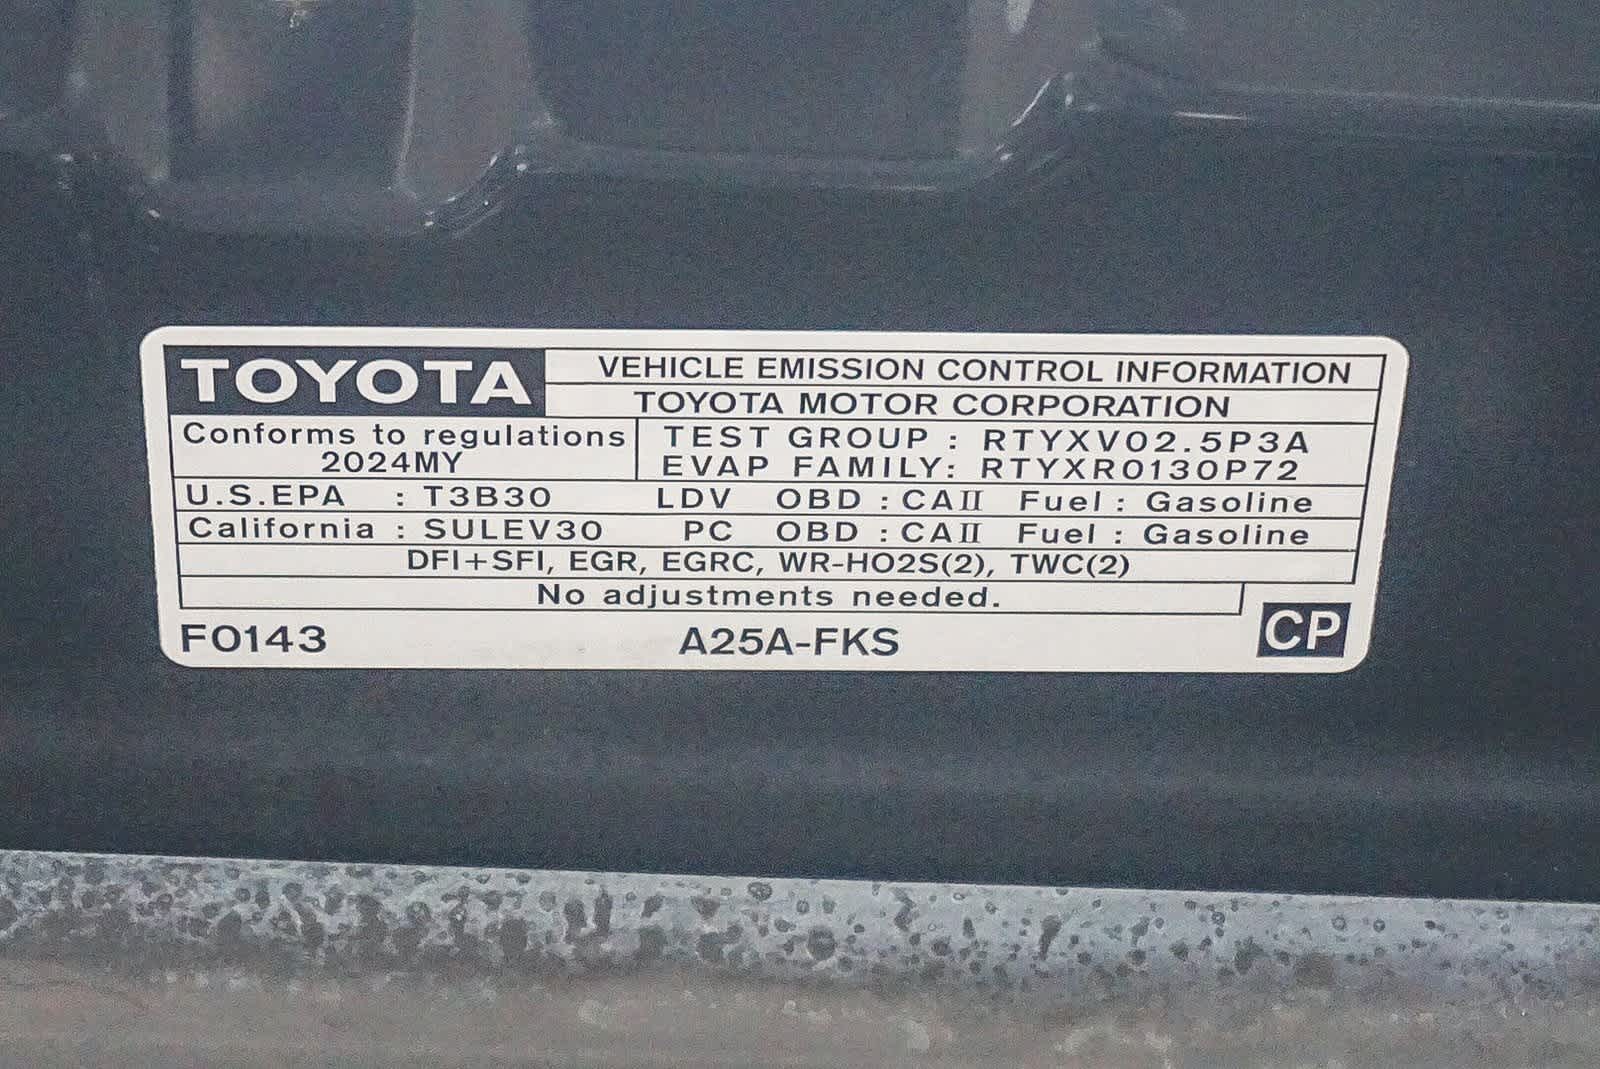 TOYOTA
VEHICLE EMISSION CONTROL INFORMATION
TOYOTA MOTOR CORPORATION
Conforms to regulations
2024MY
TEST GROUP : RTYXV02.5P3A
EVAP FAMILY: RTYXR0130P72
U.S.EPA : T3B30 LDV OBD : CAII Fuel : Gasoline
California : SULEV30 PC OBD : CAII Fuel : Gasoline
DFI+SFI, EGR, EGRC, WR-HO2S(2), TWC(2)
No adjustments needed.
F0143 A25A-FKS CP